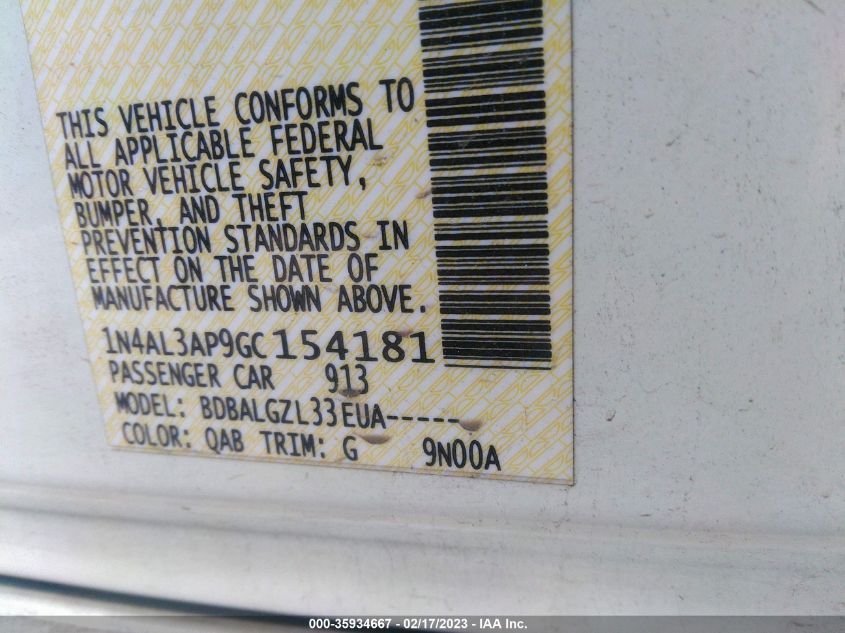 THIS VEHICLE CONFORMS TO
ALL APPLICABLE FEDERAL
MOTOR VEHICLE SAFETY,
BUMPER, AND THEFT
PREVENTION STANDARDS IN
EFFECT ON THE DATE OF
MANUFACTURE SHOWN ABOVE.
1N4AL3AP9GC154181
PASSENGER CAR 913
MODEL: BDBALGZL33EUA-----
COLOR: QAB TRIM: G 9N00A
000-35934667 - 02/17/2023 - IAA Inc.